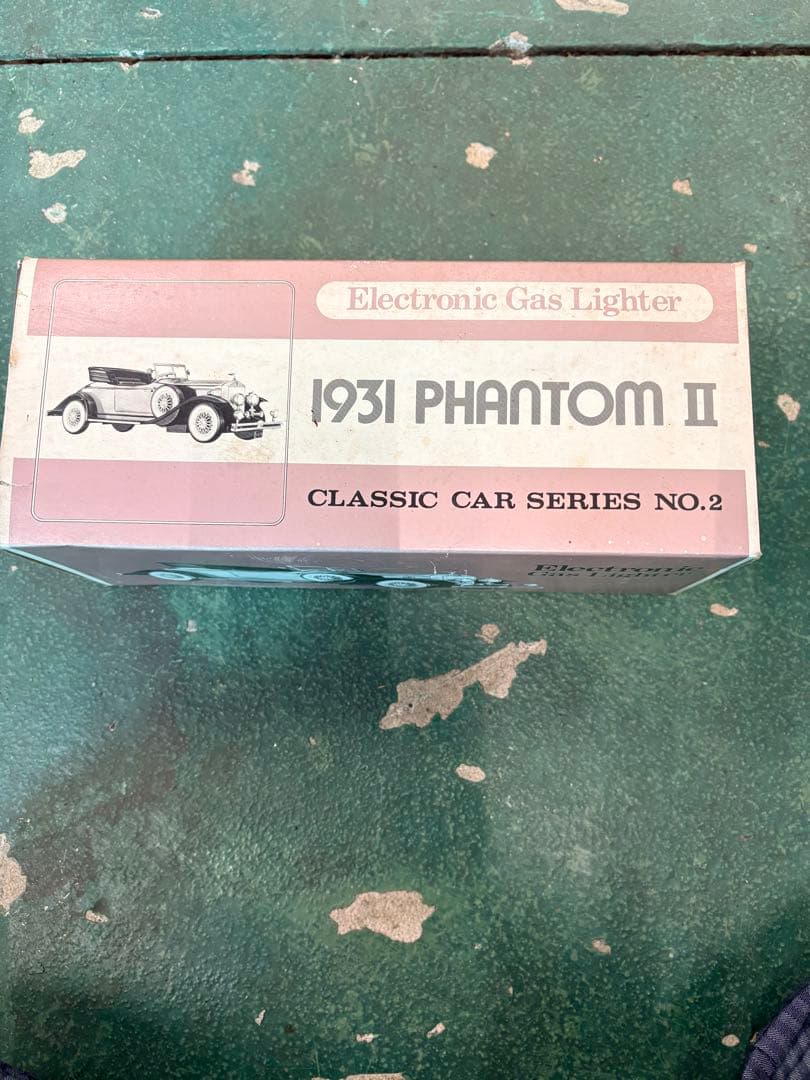 Electronic Gas Lighter
1931 PHANTOM II
CLASSIC CAR SERIES NO.2
Electronic
Gas Lighter